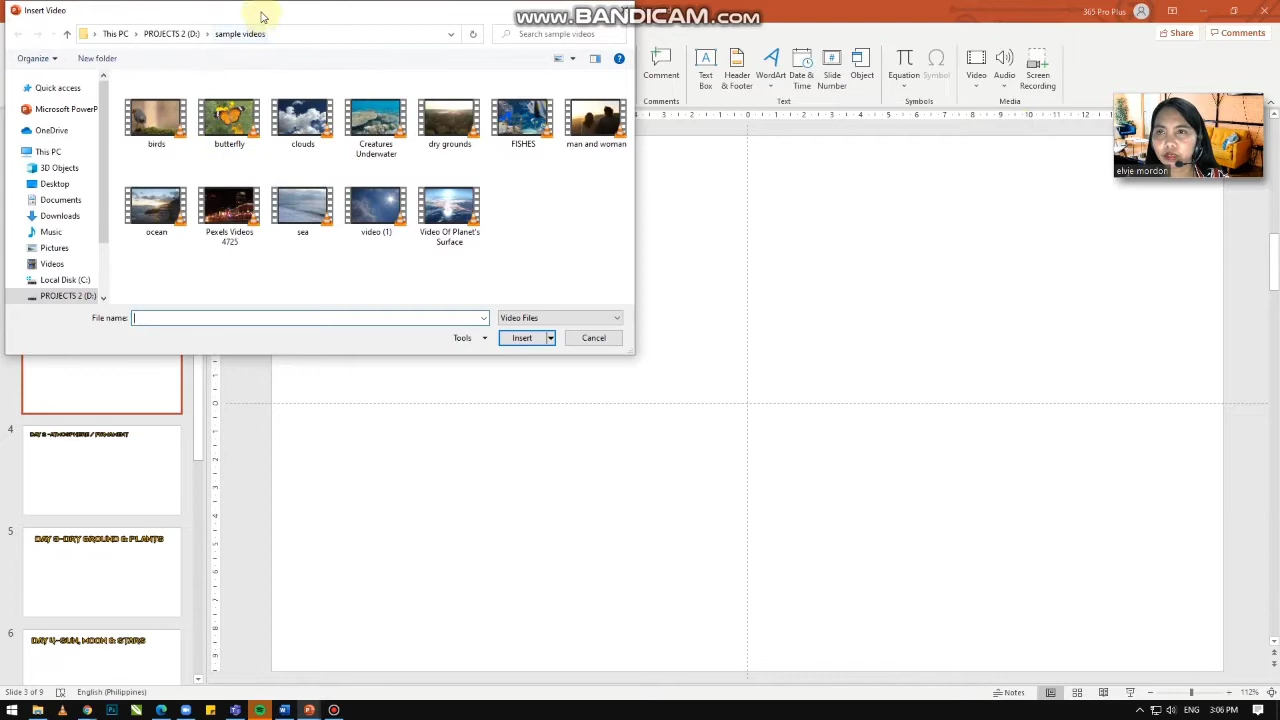 Insert Video
www.BANDICAM.com
365 Pro Plus
This PC
PROJECTS 2 (D:)
sample videos
Search sample videos
Share
Comments
Organize
New folder
Comment
Text Box
Header & Footer
WordArt
Date & Time
Slide Number
Object
Equation
Symbol
Video
Audio
Screen Recording
Comments
Text
Symbols
Media
Quick access
Microsoft PowerP
OneDrive
This PC
3D Objects
Desktop
Documents
Downloads
Music
Pictures
Videos
Local Disk (C:)
PROJECTS 2 (D:)
birds
butterfly
clouds
Creatures Underwater
dry grounds
FISHES
man and woman
ocean
Pexels Videos 4725
sea
video (1)
Video Of Planet's Surface
elvie mordon
File name:
Video Files
Tools
Insert
Cancel
4
DAY 2 -ATMOSPHERE / FIRMAMENT
5
DAY 3-DRY GROUND & PLANTS
6
DAY 4-SUN, MOON & STARS
Slide 3 of 9
English (Philippines)
Notes
112%
ENG
3:06 PM